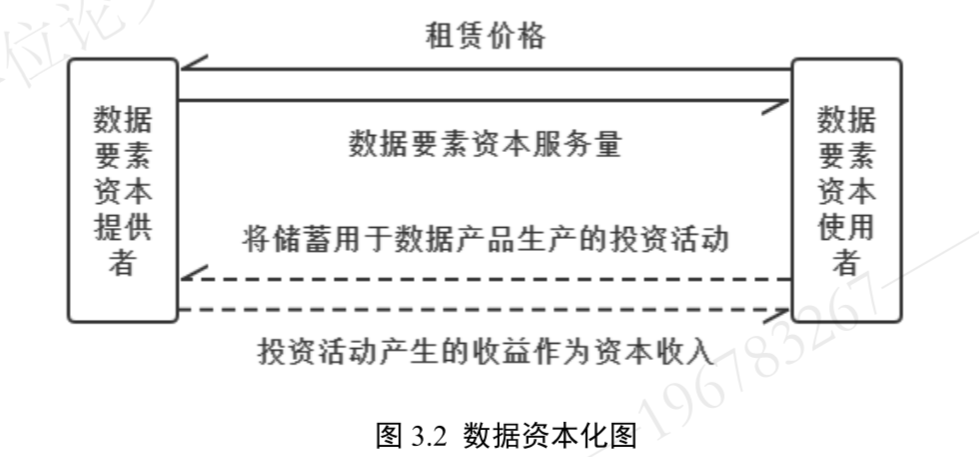 租赁价格
数据
要素
资本
提供
者
数据要素资本服务量
将储蓄用于数据产品生产的投资活动
投资活动产生的收益作为资本收入
数据
要素
资本
使用
者
图 3.2 数据资本化图
位论
196783267